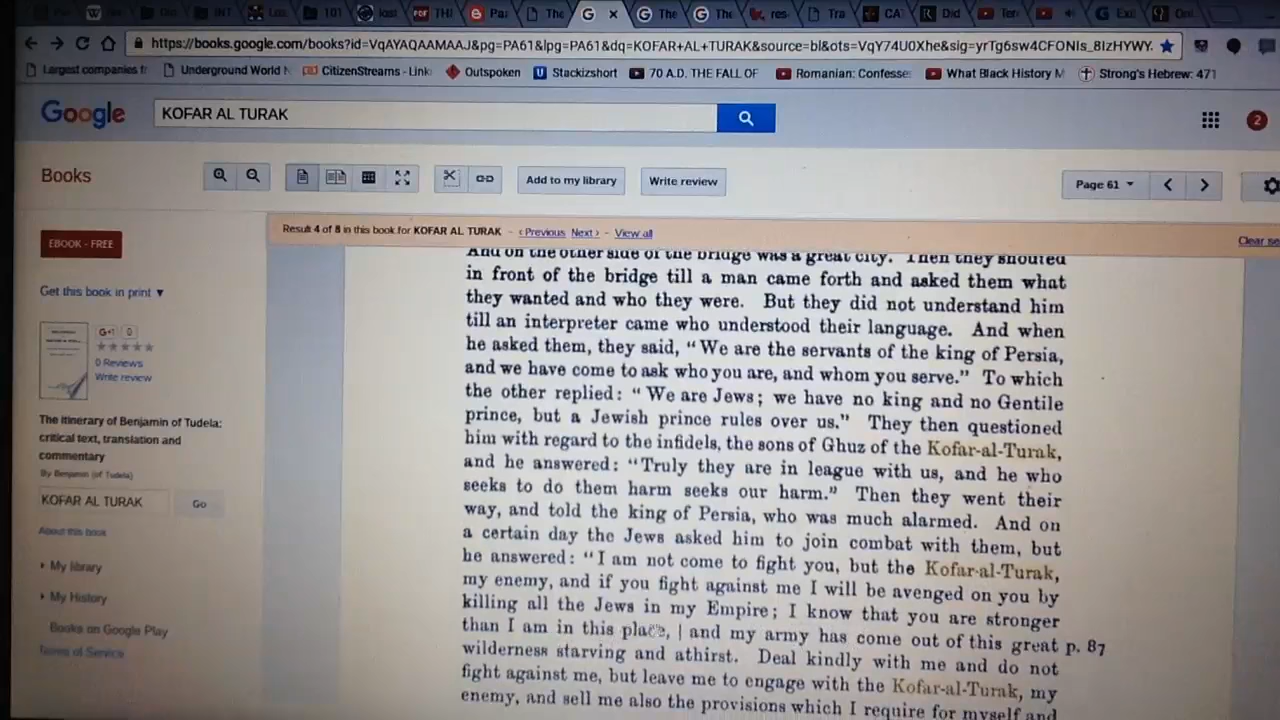 Los
101
lost
PDF THI
The
G
The
The
res
Tra
CA
Did
https://books.google.com/books?id=VqAYAQAAMAAJ&pg=PA61&lpg=PA61&dq=KOFAR+AL+TURAK&source=bl&ots=VqY74U0Xhe&sig=yrTg6sw4CFONIs_8IzHYWY.
Largest companies fr
Underground World N
CitizenStreams - Link
Outspoken
Stackizshort
70 A.D. THE FALL OF
Romanian: Confesse
What Black History M
Strong's Hebrew: 471
Google
KOFAR AL TURAK
2
Books
Add to my library
Write review
Page 61
Result 4 of 8 in this book for KOFAR AL TURAK - ‹ Previous Next › - View all
Clear se
EBOOK - FREE
Get this book in print ▼
G+1 0
0 Reviews
Write review
The itinerary of Benjamin of Tudela:
critical text, translation and
commentary
By Benjamin (of Tudela)
KOFAR AL TURAK
Go
About this book
My library
My History
Books on Google Play
Terms of Service
And on the other side of the bridge was a great city. Then they shouted
in front of the bridge till a man came forth and asked them what
they wanted and who they were. But they did not understand him
till an interpreter came who understood their language. And when
he asked them, they said, “We are the servants of the king of Persia,
and we have come to ask who you are, and whom you serve.” To which
the other replied: “We are Jews; we have no king and no Gentile
prince, but a Jewish prince rules over us.” They then questioned
him with regard to the infidels, the sons of Ghuz of the Kofar-al-Turak,
and he answered: “Truly they are in league with us, and he who
seeks to do them harm seeks our harm.” Then they went their
way, and told the king of Persia, who was much alarmed. And on
a certain day the Jews asked him to join combat with them, but
he answered: “I am not come to fight you, but the Kofar-al-Turak,
my enemy, and if you fight against me I will be avenged on you by
killing all the Jews in my Empire; I know that you are stronger
than I am in this place, | and my army has come out of this great p. 87
wilderness starving and athirst. Deal kindly with me and do not
fight against me, but leave me to engage with the Kofar-al-Turak, my
enemy, and sell me also the provisions which I require for myself and